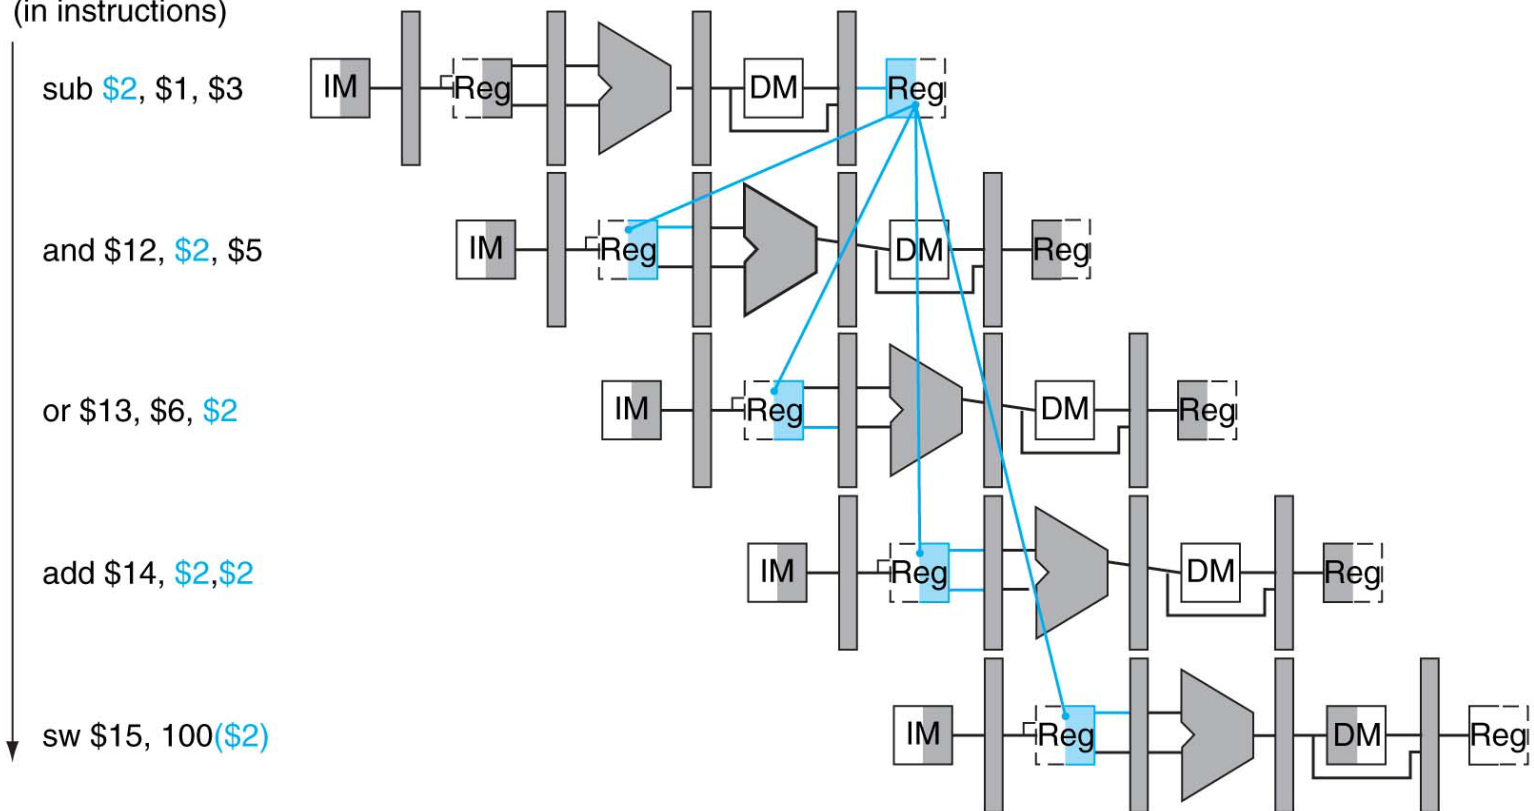 (in instructions)
sub $2, $1, $3
IM
Reg
DM
Reg
and $12, $2, $5
IM
Reg
DM
Reg
or $13, $6, $2
IM
Reg
DM
Reg
add $14, $2,$2
IM
Reg
DM
Reg
sw $15, 100($2)
IM
Reg
DM
Reg